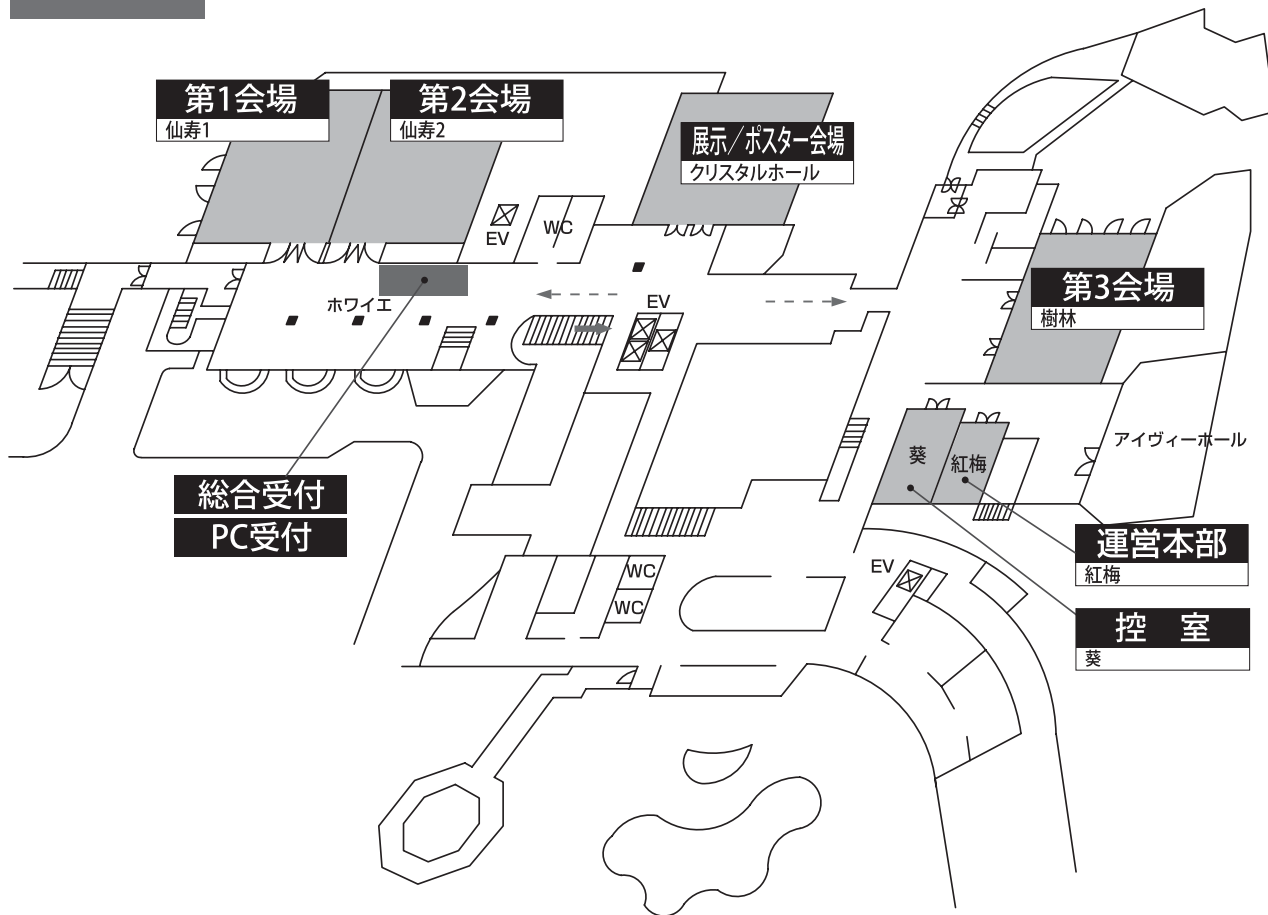 第1会場
仙寿1
第2会場
仙寿2
展示／ポスター会場
クリスタルホール
EV
WC
第3会場
樹林
ホワイエ
EV
葵
紅梅
アイヴィーホール
総合受付
PC受付
運営本部
紅梅
EV
WC
WC
控　室
葵